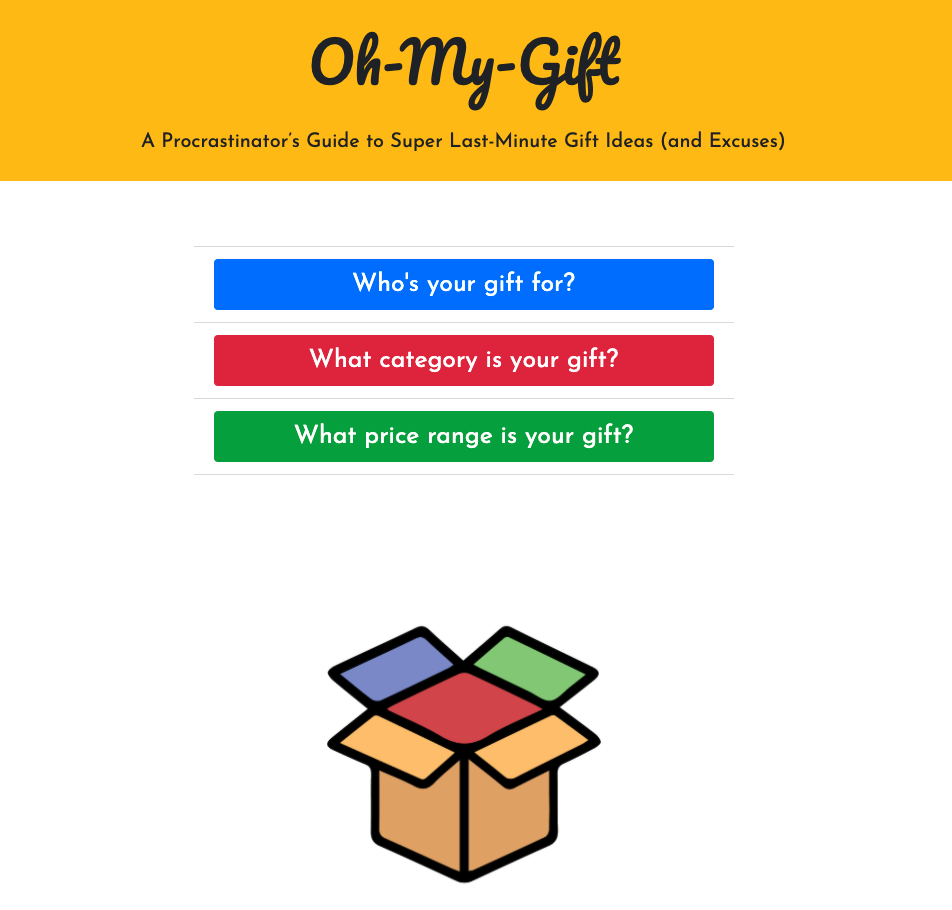 Oh-My-Gift
A Procrastinator’s Guide to Super Last-Minute Gift Ideas (and Excuses)
Who's your gift for?
What category is your gift?
What price range is your gift?